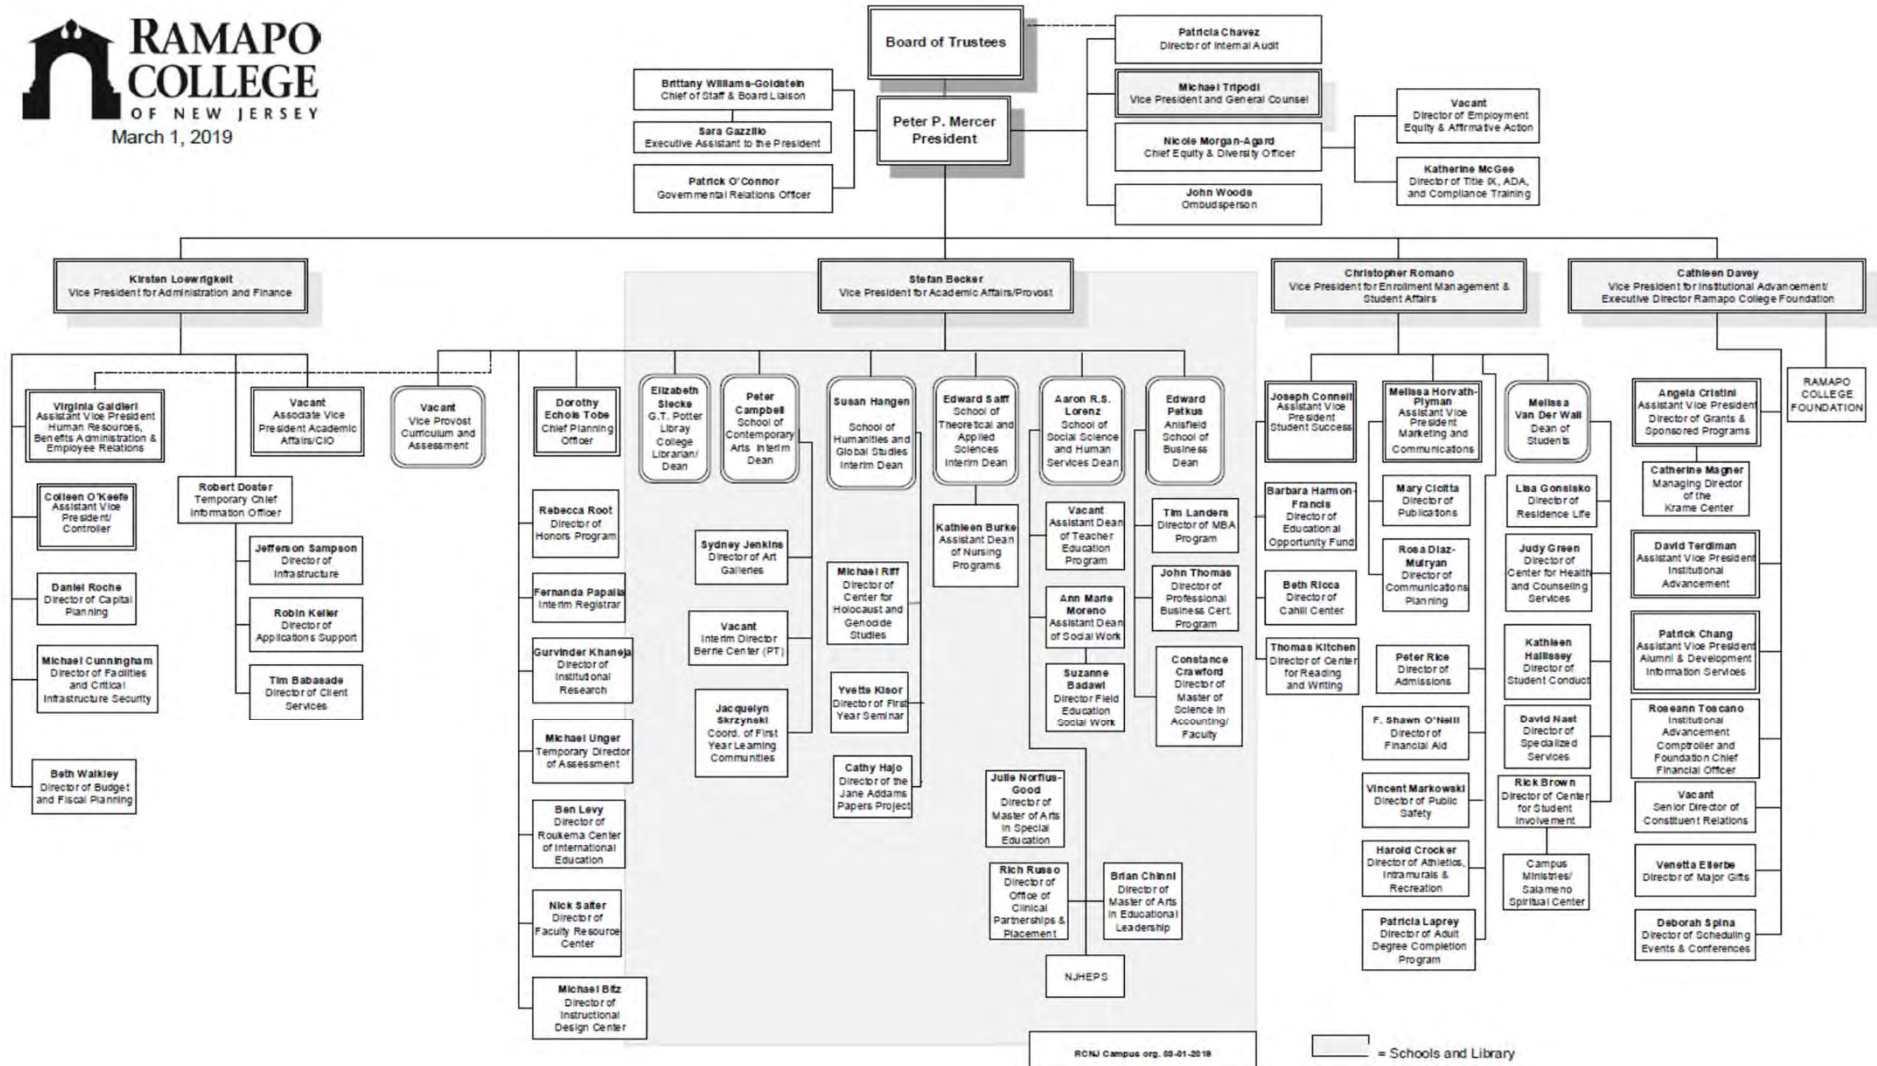 RAMAPO
COLLEGE
OF NEW JERSEY
March 1, 2019
Board of Trustees
Peter P. Mercer
President
Brittany Williams-Goldstein
Chief of Staff & Board Liaison
Sara Gazzillo
Executive Assistant to the President
Patrick O'Connor
Governmental Relations Officer
Patricia Chavez
Director of Internal Audit
Michael Tripodi
Vice President and General Counsel
Nicole Morgan-Agard
Chief Equity & Diversity Officer
John Woods
Ombudsperson
Vacant
Director of Employment
Equity & Affirmative Action
Katherine McGee
Director of Title IX, ADA,
and Compliance Training
Kirsten Loewrigkeit
Vice President for Administration and Finance
Stefan Becker
Vice President for Academic Affairs/Provost
Christopher Romano
Vice President for Enrollment Management &
Student Affairs
Cathleen Davey
Vice President for Institutional Advancement/
Executive Director Ramapo College Foundation
Virginia Galdieri
Assistant Vice President
Human Resources,
Benefits Administration &
Employee Relations
Colleen O'Keefe
Assistant Vice
President/
Controller
Daniel Roche
Director of Capital
Planning
Michael Cunningham
Director of Facilities
and Critical
Infrastructure Security
Beth Walkley
Director of Budget
and Fiscal Planning
Robert Doster
Temporary Chief
Information Officer
Jefferson Sampson
Director of
Infrastructure
Robin Keller
Director of
Applications Support
Tim Babasade
Director of Client
Services
Vacant
Associate Vice
President Academic
Affairs/CIO
Vacant
Vice Provost
Curriculum and
Assessment
Dorothy
Echols Tobe
Chief Planning
Officer
Rebecca Root
Director of
Honors Program
Fernanda Papalia
Interim Registrar
Gurvinder Khaneja
Director of
Institutional
Research
Michael Unger
Temporary Director
of Assessment
Ben Levy
Director of
Roukema Center
of International
Education
Nick Salter
Director of
Faculty Resource
Center
Michael Bitz
Director of
Instructional
Design Center
Elizabeth
Siecke
G.T. Potter
Libray
College
Librarian/
Dean
Peter
Campbell
School of
Contemporary
Arts Interim
Dean
Sydney Jenkins
Director of Art
Galleries
Vacant
Interim Director
Berrie Center (PT)
Jacquelyn
Skrzynski
Coord. of First
Year Learning
Communities
Susan Hangen
School of
Humanities and
Global Studies
Interim Dean
Michael Riff
Director of
Center for
Holocaust and
Genocide
Studies
Yvette Kisor
Director of First
Year Seminar
Cathy Hajo
Director of the
Jane Addams
Papers Project
Edward Saiff
School of
Theoretical and
Applied
Sciences
Interim Dean
Kathleen Burke
Assistant Dean
of Nursing
Programs
Aaron R.S.
Lorenz
School of
Social Science
and Human
Services Dean
Vacant
Assistant Dean
of Teacher
Education
Program
Ann Marie
Moreno
Assistant Dean
of Social Work
Suzanne
Badawi
Director Field
Education
Social Work
Julie Norflus-
Good
Director of
Master of Arts
in Special
Education
Rich Russo
Director of
Office of
Clinical
Partnerships &
Placement
Brian Chinni
Director of
Master of Arts
in Educational
Leadership
NJHEPS
Edward
Petkus
Anisfield
School of
Business
Dean
Tim Landers
Director of MBA
Program
John Thomas
Director of
Professional
Business Cert.
Program
Constance
Crawford
Director of
Master of
Science in
Accounting/
Faculty
Joseph Connell
Assistant Vice
President
Student Success
Barbara Harmon-
Francis
Director of
Educational
Opportunity Fund
Beth Ricca
Director of
Cahill Center
Thomas Kitchen
Director of Center
for Reading
and Writing
Melissa Horvath-
Plyman
Assistant Vice
President
Marketing and
Communications
Mary Cicitta
Director of
Publications
Rosa Diaz-
Mulryan
Director of
Communications
Planning
Peter Rice
Director of
Admissions
F. Shawn O'Neill
Director of
Financial Aid
Vincent Markowski
Director of Public
Safety
Harold Crocker
Director of Athletics,
Intramurals &
Recreation
Patricia Laprey
Director of Adult
Degree Completion
Program
Melissa
Van Der Wall
Dean of
Students
Lisa Gonsisko
Director of
Residence Life
Judy Green
Director of
Center for Health
and Counseling
Services
Kathleen
Hallissey
Director of
Student Conduct
David Nast
Director of
Specialized
Services
Rick Brown
Director of Center
for Student
Involvement
Campus
Ministries/
Salameno
Spiritual Center
Angela Cristini
Assistant Vice President
Director of Grants &
Sponsored Programs
Catherine Magner
Managing Director
of the
Krame Center
David Terdiman
Assistant Vice President
Institutional
Advancement
Patrick Chang
Assistant Vice President
Alumni & Development
Information Services
Roseann Toscano
Institutional
Advancement
Comptroller and
Foundation Chief
Financial Officer
Vacant
Senior Director of
Constituent Relations
Venetta Ellerbe
Director of Major Gifts
Deborah Spina
Director of Scheduling
Events & Conferences
RAMAPO
COLLEGE
FOUNDATION
RCNJ Campus org. 03-01-2019
= Schools and Library